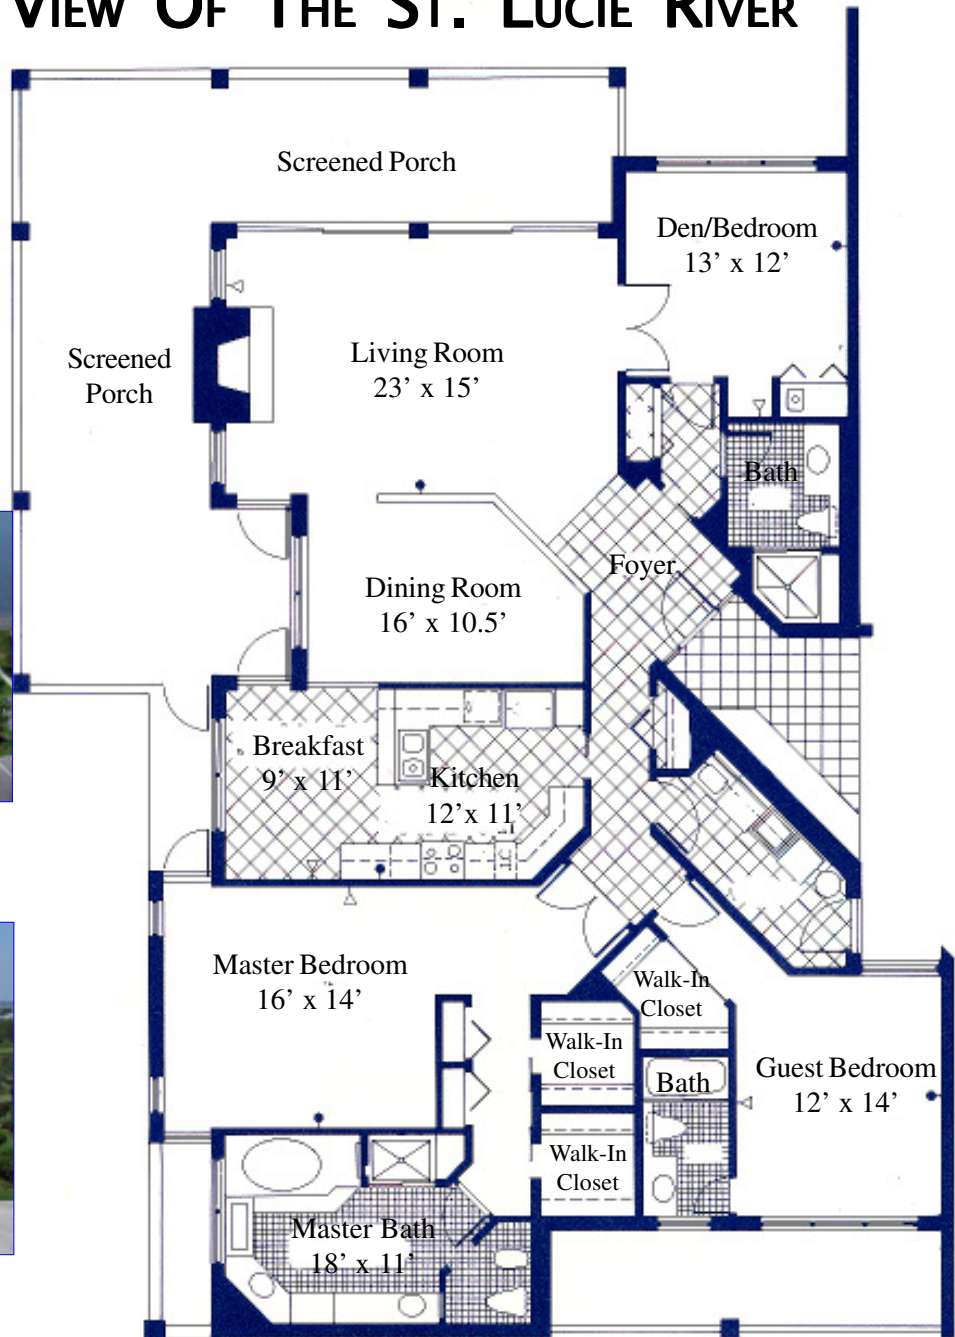 View Of The St. Lucie River
Screened Porch
Den/Bedroom
13’ x 12’
Screened
Porch
Living Room
23’ x 15’
Bath
Foyer
Dining Room
16’ x 10.5’
Breakfast
9’ x 11’
Kitchen
12’x 11’
Master Bedroom
16’ x 14’
Walk-In
Closet
Walk-In
Closet
Bath
Guest Bedroom
12’ x 14’
Walk-In
Closet
Master Bath
18’ x 11’